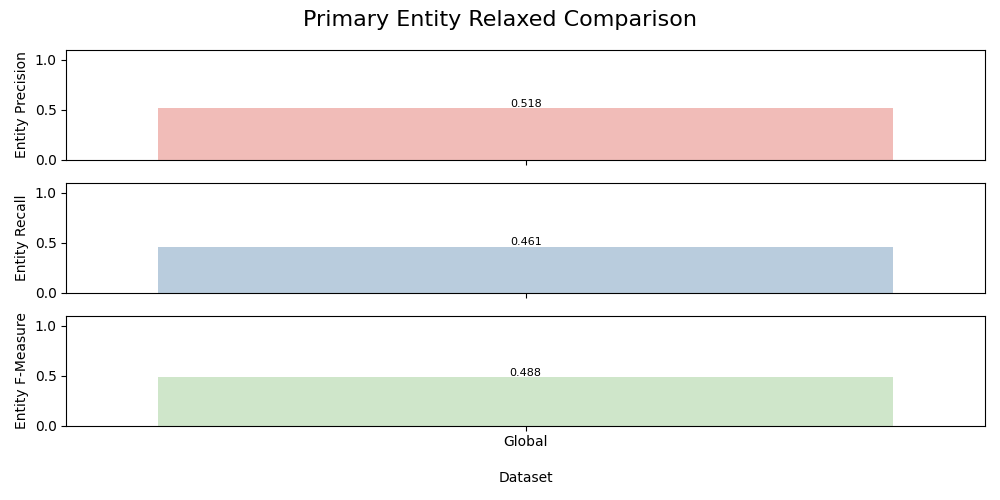 Primary Entity Relaxed Comparison
Entity Precision
1.0
0.5
0.0
0.518
Entity Recall
1.0
0.5
0.0
0.461
Entity F-Measure
1.0
0.5
0.0
0.488
Global
Dataset